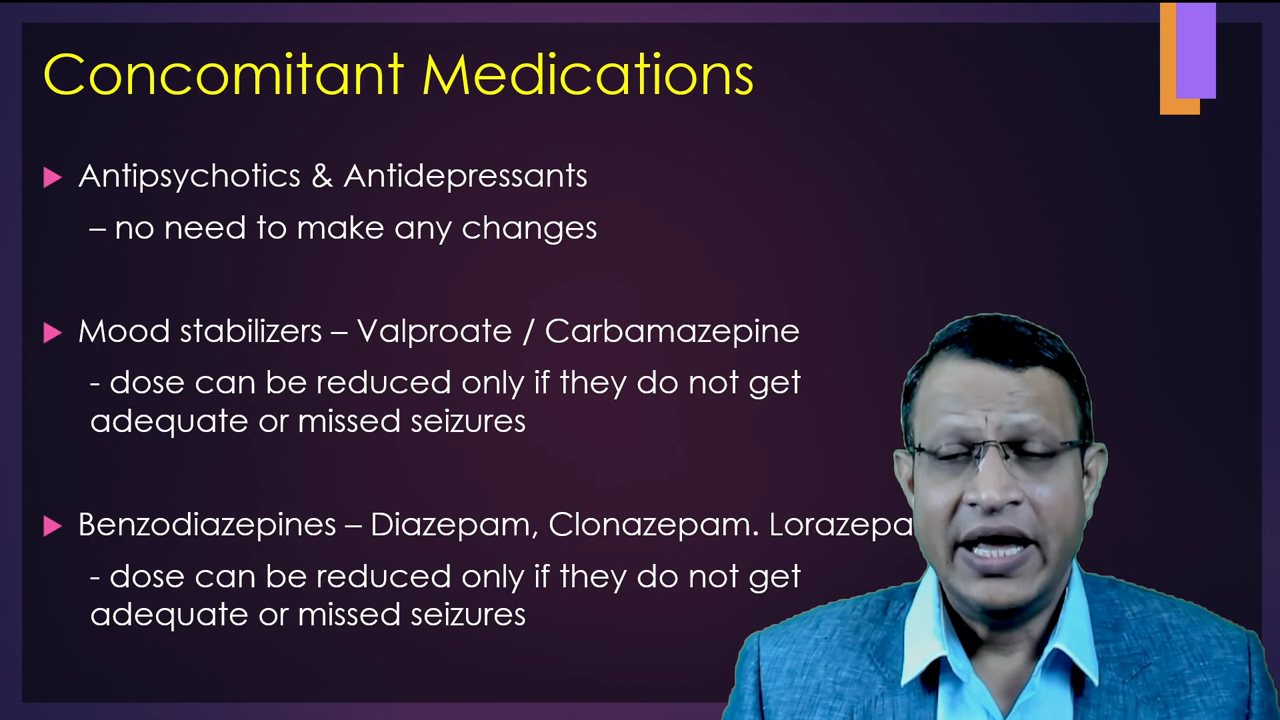 Concomitant Medications
Antipsychotics & Antidepressants
– no need to make any changes
Mood stabilizers – Valproate / Carbamazepine
- dose can be reduced only if they do not get
adequate or missed seizures
Benzodiazepines – Diazepam, Clonazepam. Lorazepa
- dose can be reduced only if they do not get
adequate or missed seizures